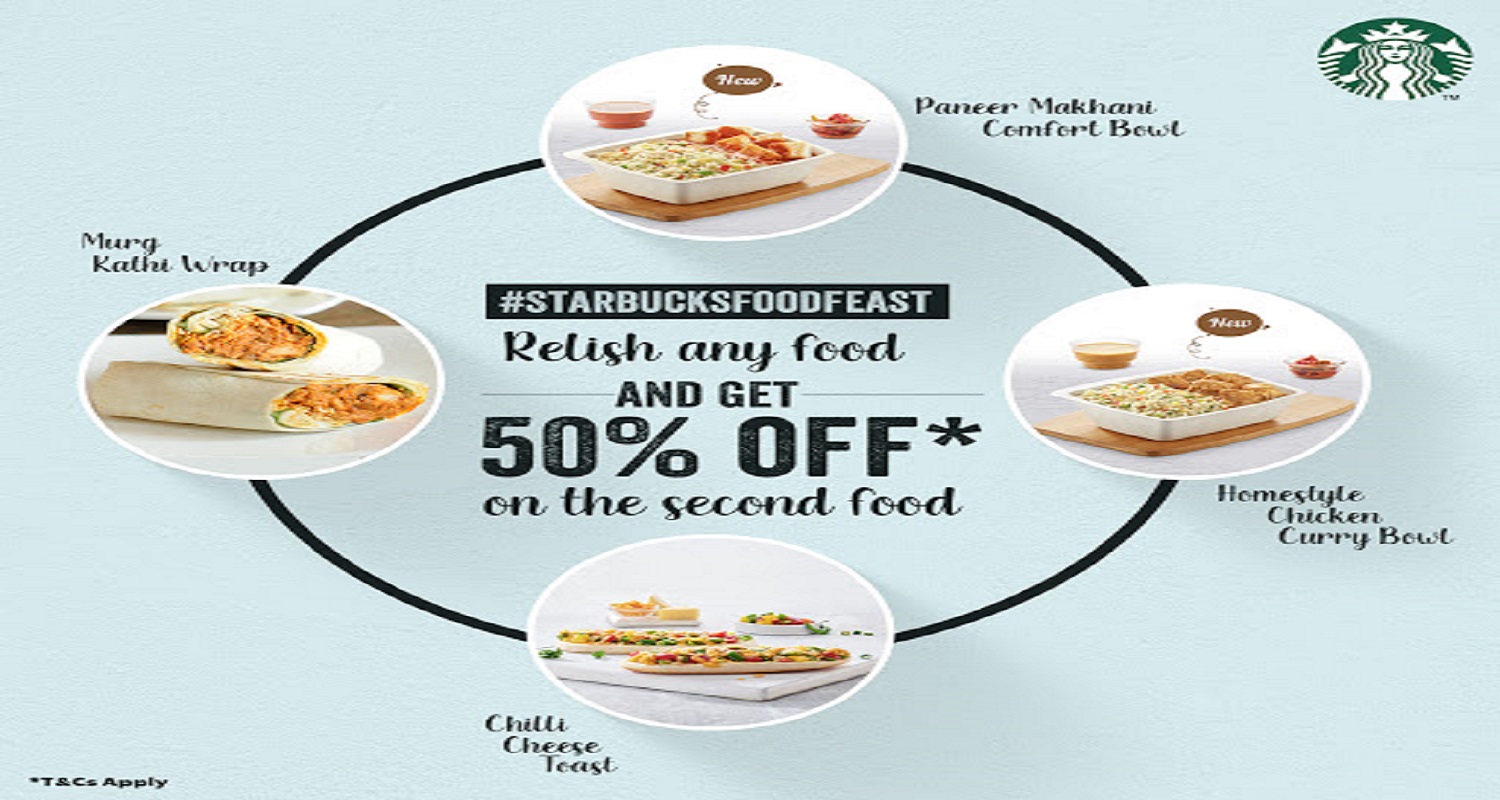 New
Paneer Makhani
Comfort Bowl
TM
Murg
Kathi Wrap
#STARBUCKSFOODFEAST
Relish any food
AND GET
50% OFF*
on the second food
New
Homestyle
Chicken
Curry Bowl
Chilli
Cheese
Toast
*T&Cs Apply